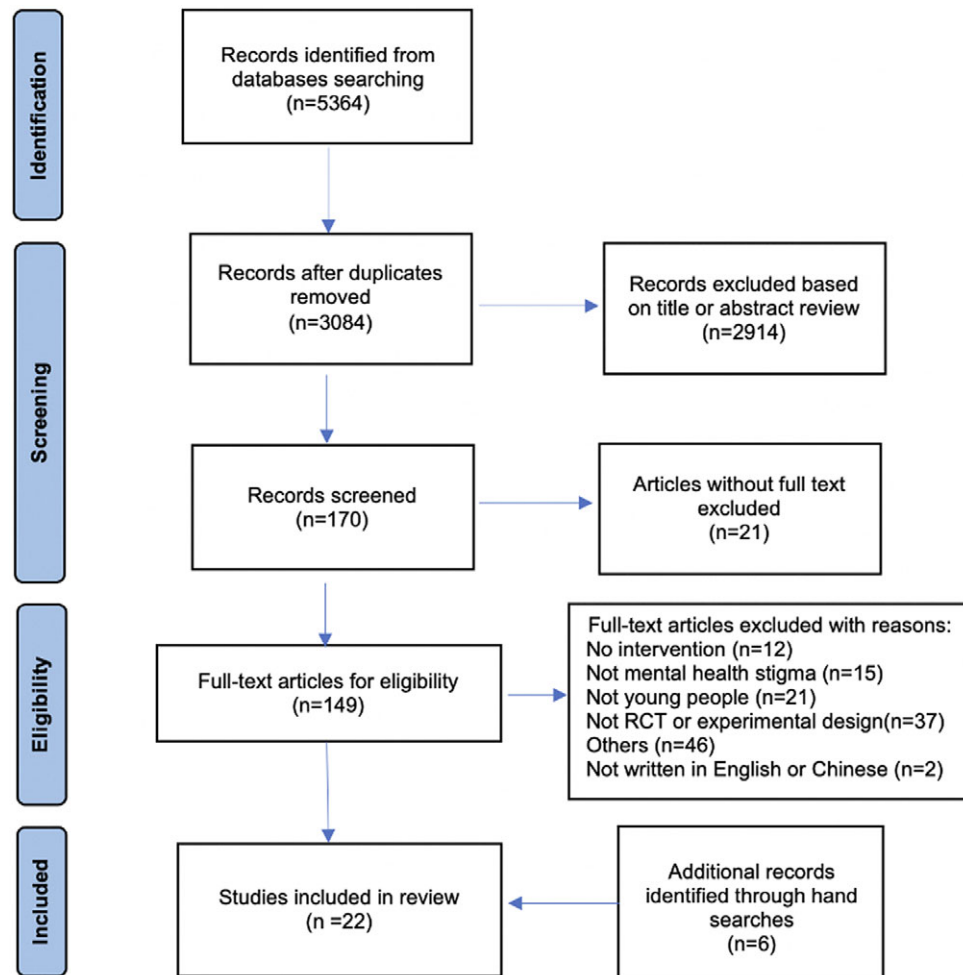 Identification
Records identified from
databases searching
(n=5364)
Screening
Records after duplicates
removed
(n=3084)
Records excluded based
on title or abstract review
(n=2914)
Records screened
(n=170)
Articles without full text
excluded
(n=21)
Eligibility
Full-text articles for eligibility
(n=149)
Full-text articles excluded with reasons:
No intervention (n=12)
Not mental health stigma (n=15)
Not young people (n=21)
Not RCT or experimental design(n=37)
Others (n=46)
Not written in English or Chinese (n=2)
Included
Studies included in review
(n =22)
Additional records
identified through hand
searches
(n=6)